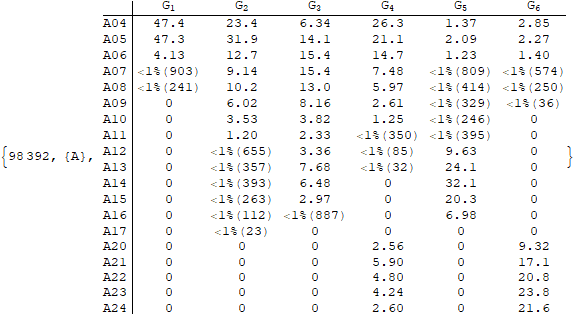 G1 G2 G3 G4 G5 G6
A04 47.4 23.4 6.34 26.3 1.37 2.85
A05 47.3 31.9 14.1 21.1 2.09 2.27
A06 4.13 12.7 15.4 14.7 1.23 1.40
A07 <1%(903) 9.14 15.4 7.48 <1%(809) <1%(574)
A08 <1%(241) 10.2 13.0 5.97 <1%(414) <1%(250)
A09 0 6.02 8.16 2.61 <1%(329) <1%(36)
A10 0 3.53 3.82 1.25 <1%(246) 0
A11 0 1.20 2.33 <1%(350) <1%(395) 0
{98392, {A}, A12 0 <1%(655) 3.36 <1%(85) 9.63 0 }
A13 0 <1%(357) 7.68 <1%(32) 24.1 0
A14 0 <1%(393) 6.48 0 32.1 0
A15 0 <1%(263) 2.97 0 20.3 0
A16 0 <1%(112) <1%(887) 0 6.98 0
A17 0 <1%(23) 0 0 0 0
A20 0 0 0 2.56 0 9.32
A21 0 0 0 5.90 0 17.1
A22 0 0 0 4.80 0 20.8
A23 0 0 0 4.24 0 23.8
A24 0 0 0 2.60 0 21.6